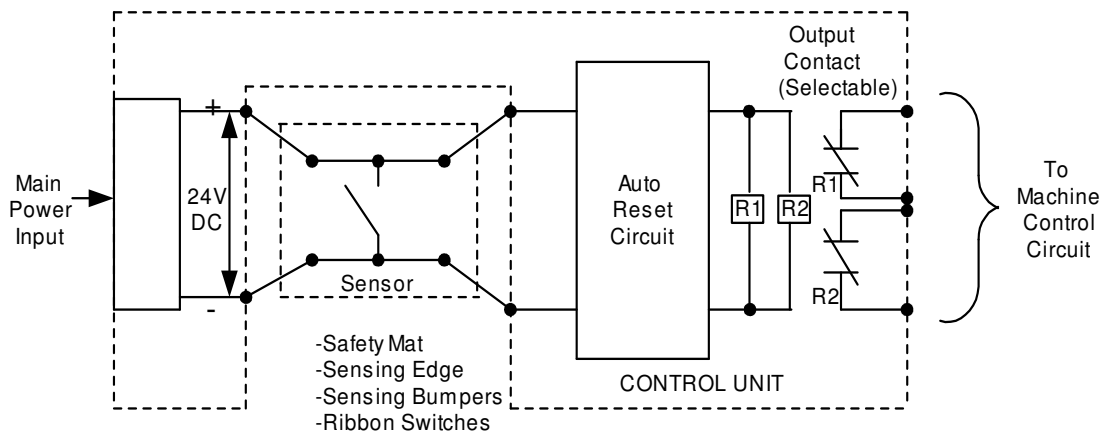 Main
Power
Input
+
24V
DC
-
Sensor
-Safety Mat
-Sensing Edge
-Sensing Bumpers
-Ribbon Switches
Auto
Reset
Circuit
CONTROL UNIT
R1
R2
Output
Contact
(Selectable)
R1
R2
To
Machine
Control
Circuit